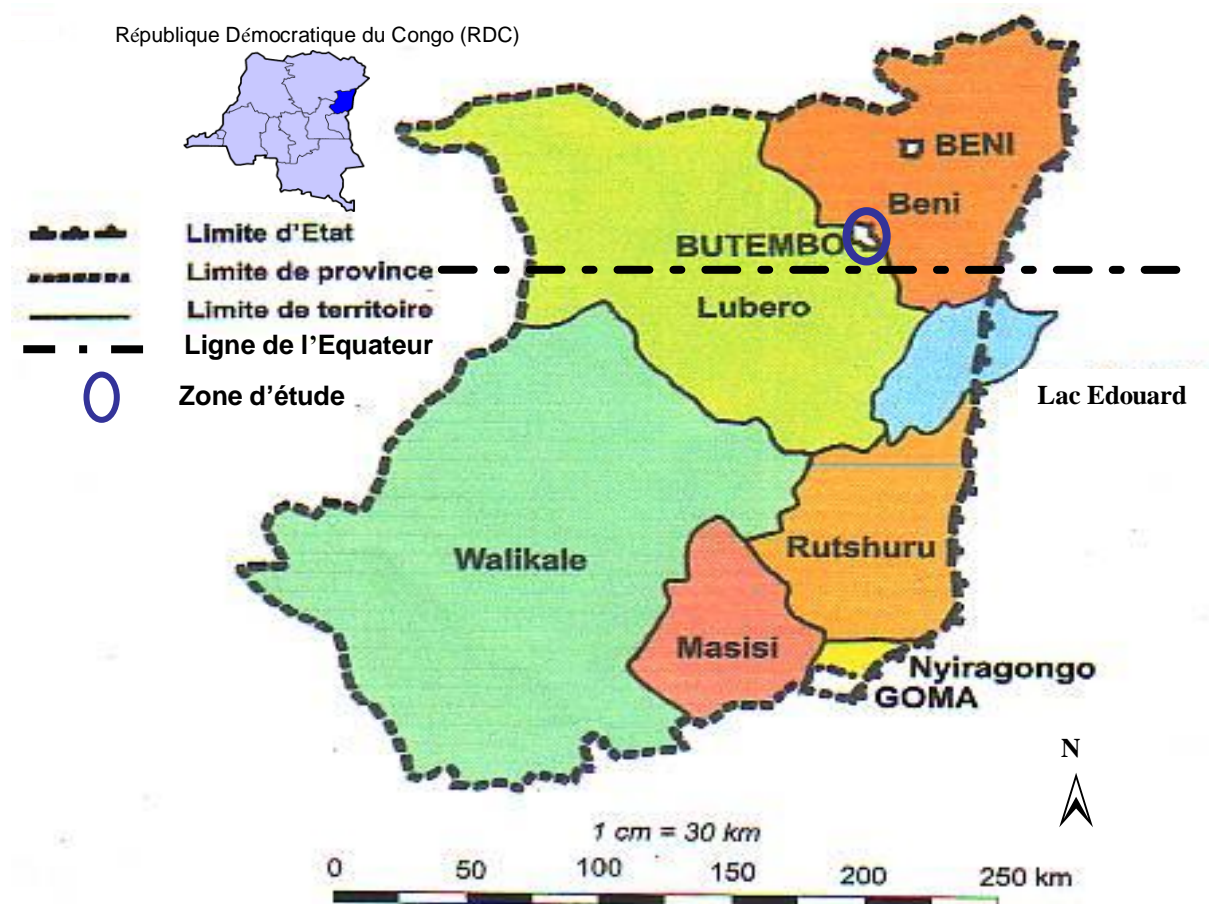 République Démocratique du Congo (RDC)
BENI
Beni
Limite d'Etat
BUTEMBO
Limite de province
Lubero
Limite de territoire
Ligne de l'Equateur
Zone d'étude
Lac Edouard
Walikale
Rutshuru
Masisi
Nyiragongo
GOMA
N
1 cm = 30 km
0 50 100 150 200 250 km